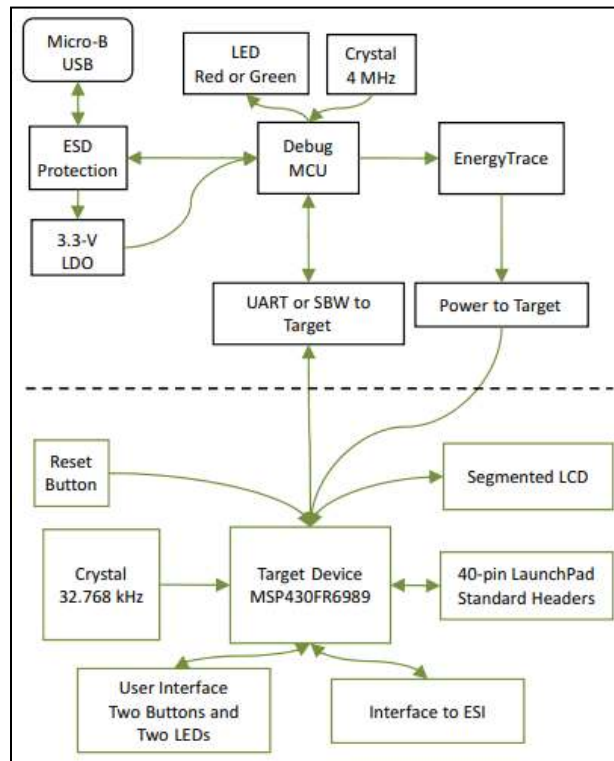 Micro-B
USB
LED
Red or Green
Crystal
4 MHz
ESD
Protection
Debug
MCU
EnergyTrace
3.3-V
LDO
UART or SBW to
Target
Power to Target
Reset
Button
Segmented LCD
Crystal
32.768 kHz
Target Device
MSP430FR6989
40-pin LaunchPad
Standard Headers
User Interface
Two Buttons and
Two LEDs
Interface to ESI